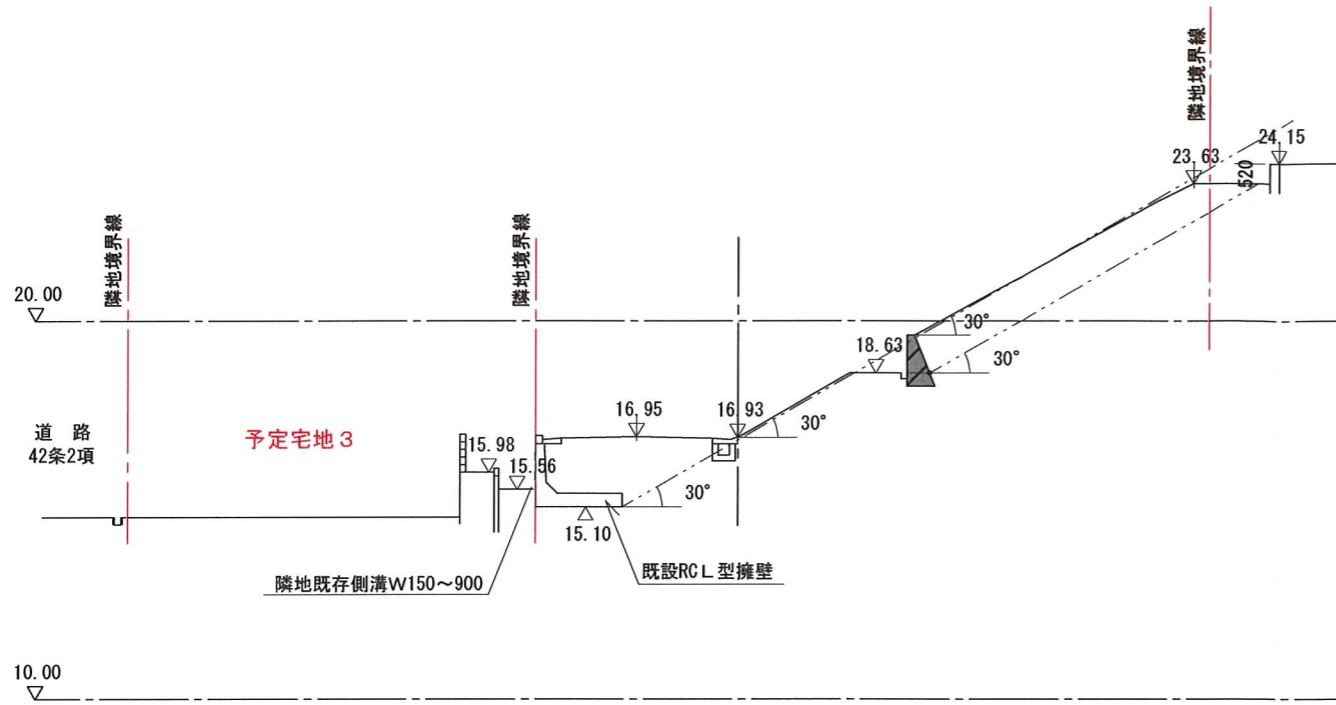 隣地境界線
23.63
24.15
520
隣地境界線
隣地境界線
20.00
30°
18.63
30°
16.95
16.93
30°
道 路
42条2項
予定宅地3
15.98
15.56
30°
15.10
既設RCL型擁壁
隣地既存側溝W150~900
10.00